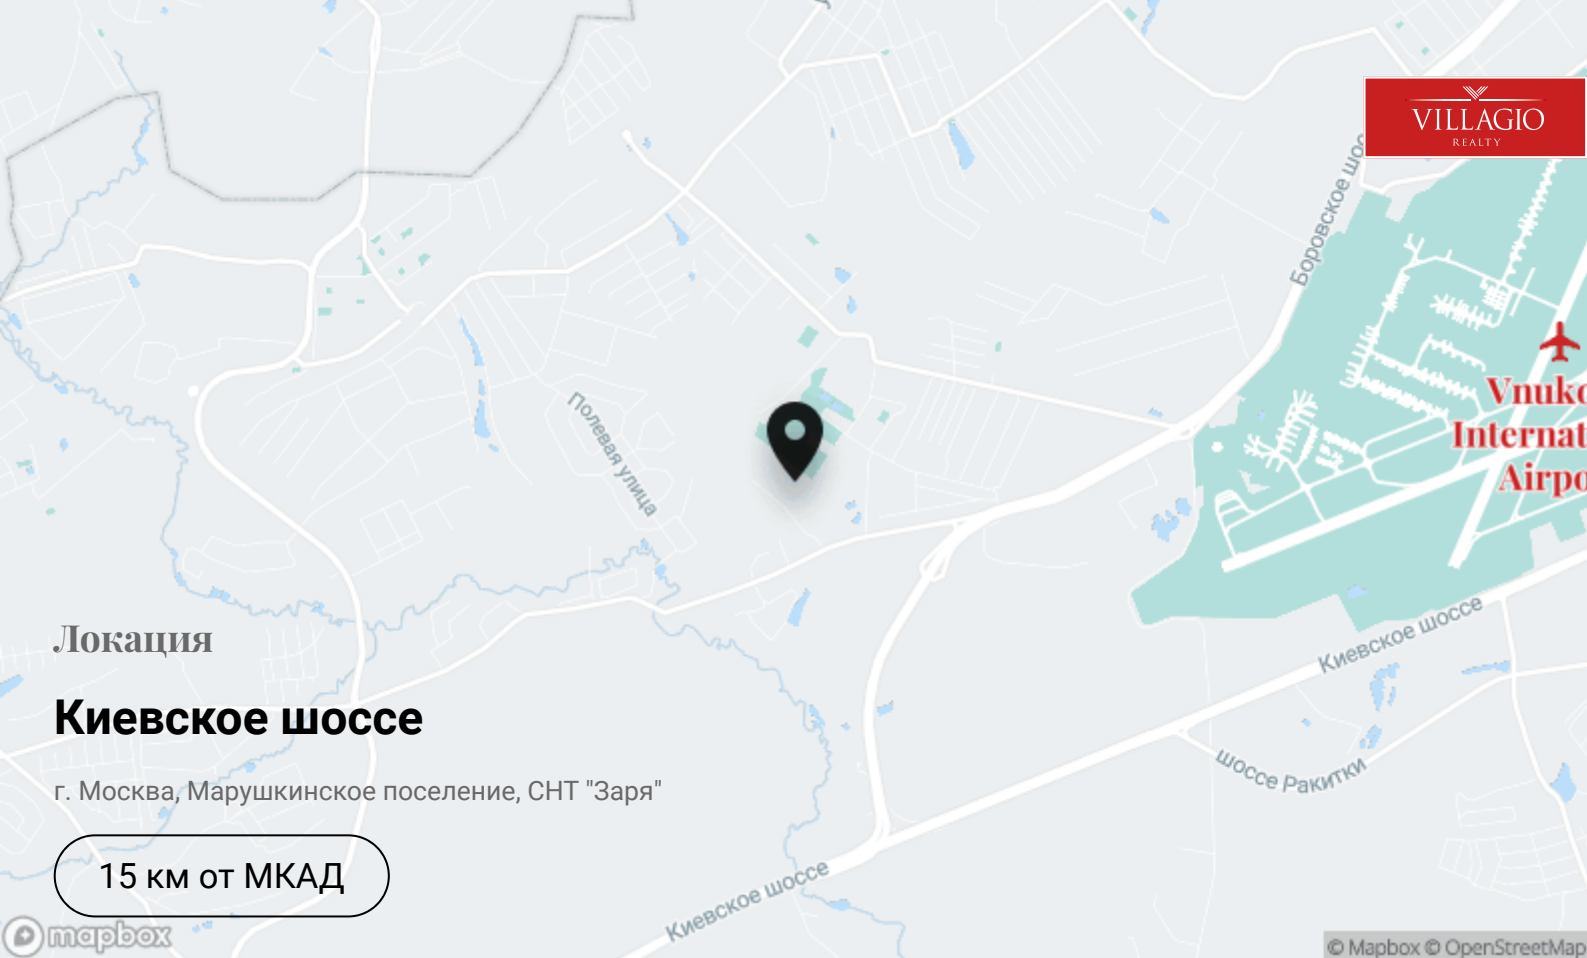 VILLAGIO
REALTY
Боровское шос
Vnuko
Internat
Airpo
Полевая улица
Киевское шоссе
Локация
Киевское шоссе
г. Москва, Марушкинское поселение, СНТ "Заря"
15 км от МКАД
шоссе Ракитки
Киевское шоссе
mapbox
© Mapbox © OpenStreetMap